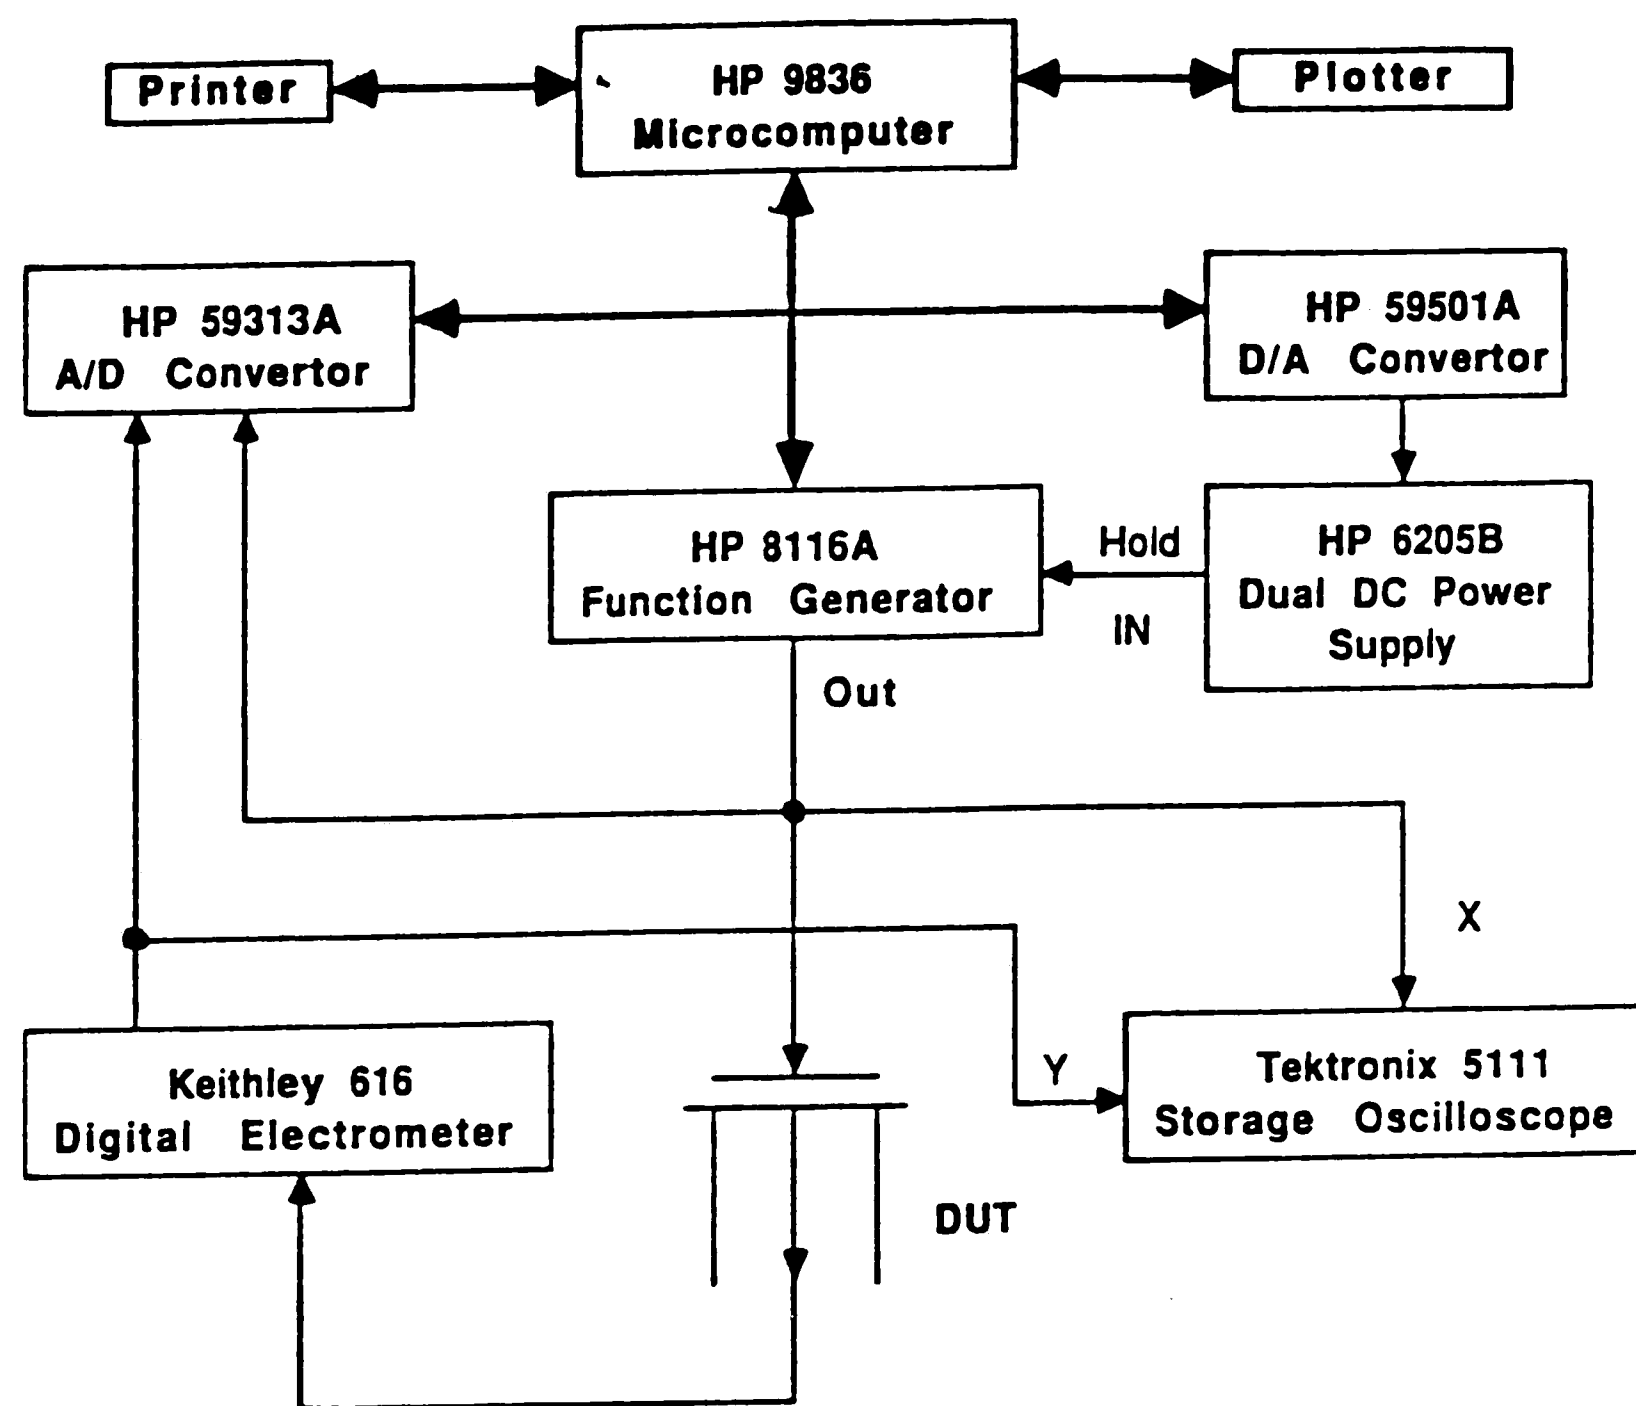 Printer
HP 9836
Microcomputer
Plotter
HP 59313A
A/D Convertor
HP 59501A
D/A Convertor
HP 8116A
Function Generator
Hold
IN
HP 6205B
Dual DC Power
Supply
Out
X
Keithley 616
Digital Electrometer
Y
Tektronix 5111
Storage Oscilloscope
DUT